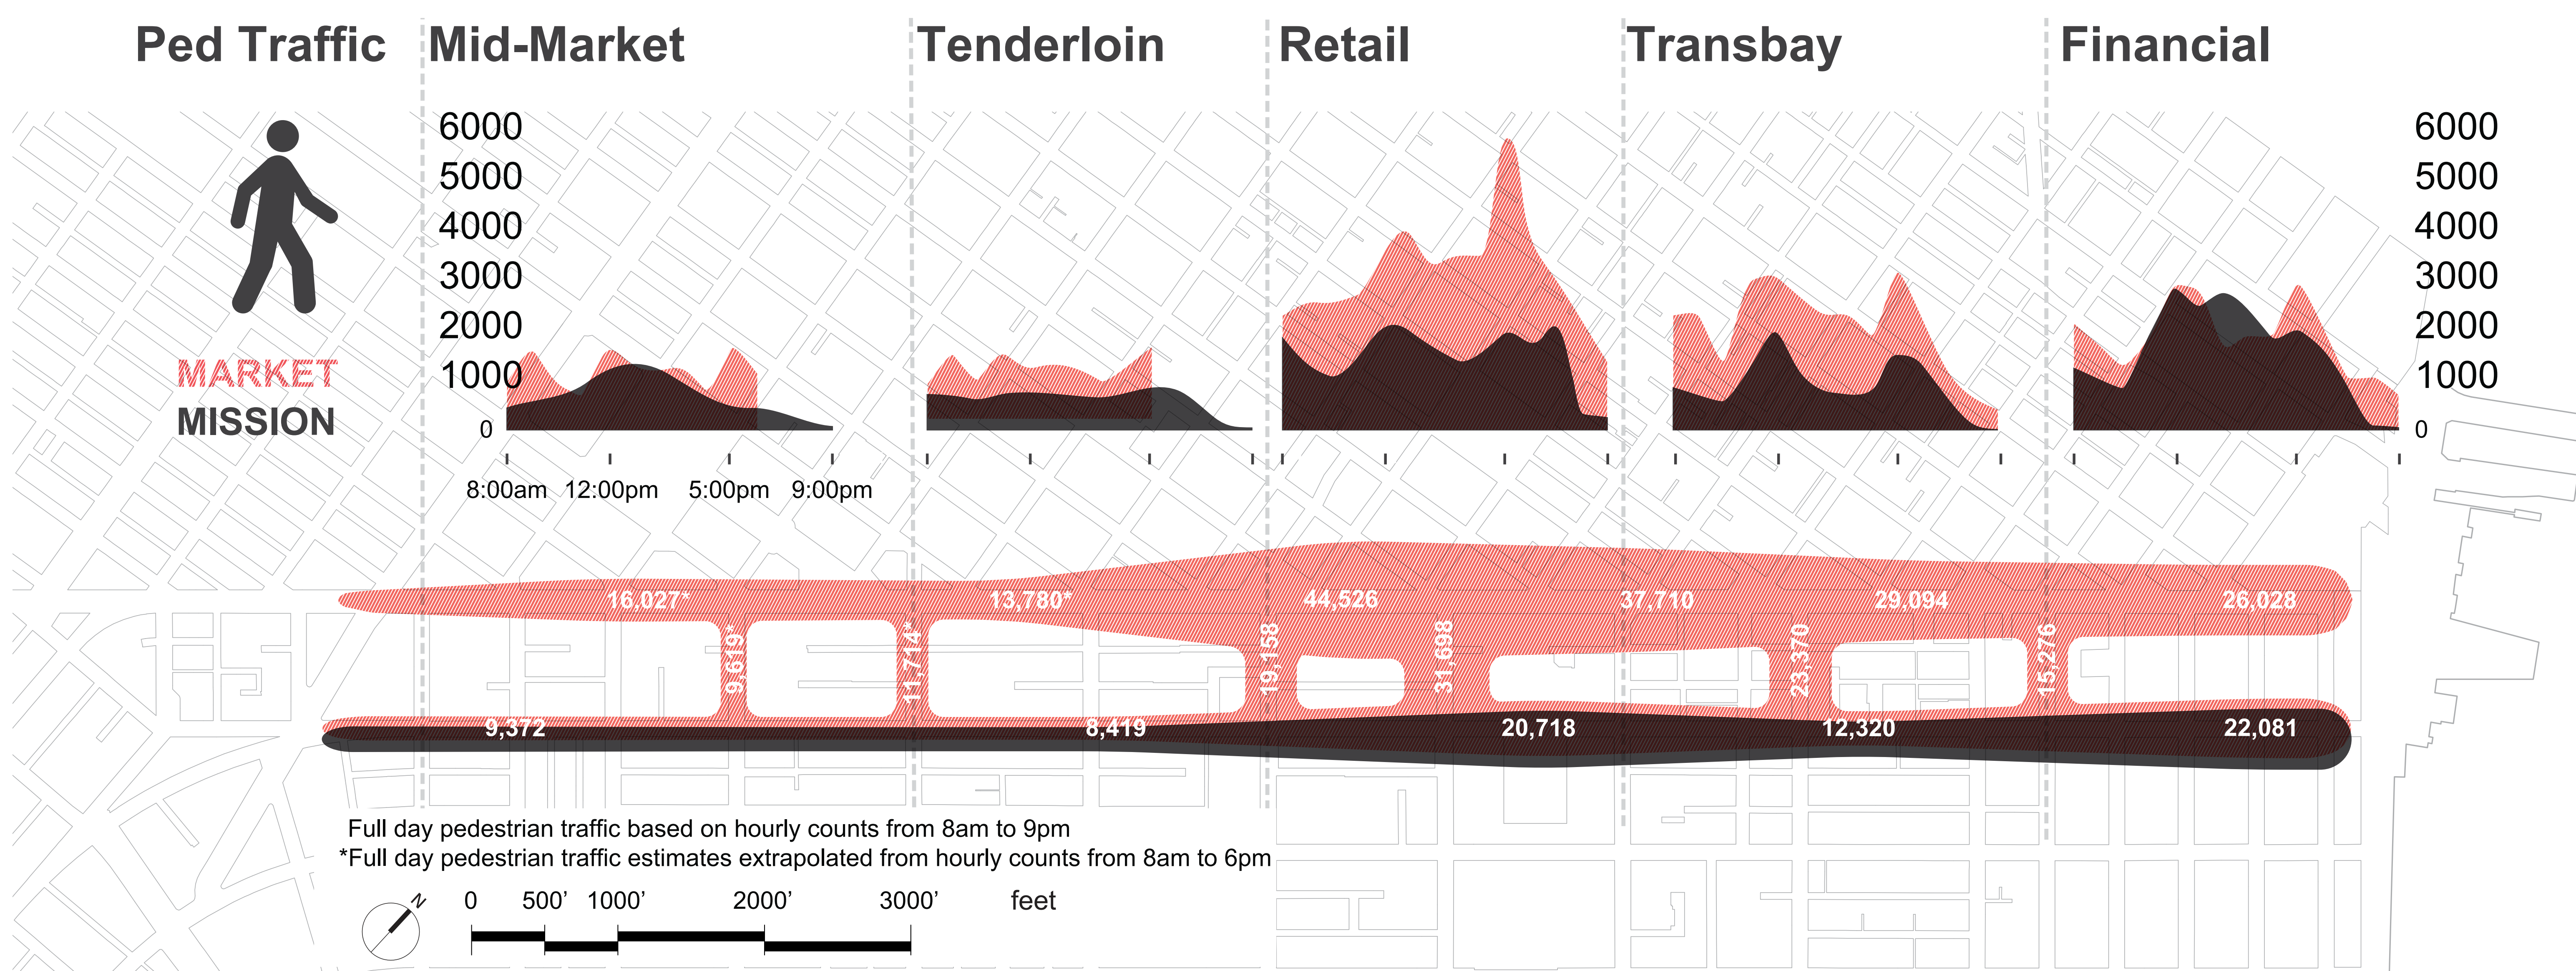 Ped Traffic
Mid-Market
Tenderloin
Retail
Transbay
Financial
6000
5000
4000
3000
2000
1000
0
6000
5000
4000
3000
2000
1000
0
MARKET
MISSION
8:00am 12:00pm 5:00pm 9:00pm
16.027*
13,780*
44,526
37,710
29,094
26,028
9,619*
11,714*
19,158
31,698
23,370
15,276
9,372
8,419
20,718
12,320
22,081
Full day pedestrian traffic based on hourly counts from 8am to 9pm
*Full day pedestrian traffic estimates extrapolated from hourly counts from 8am to 6pm
N
0 500’ 1000’ 2000’ 3000’ feet